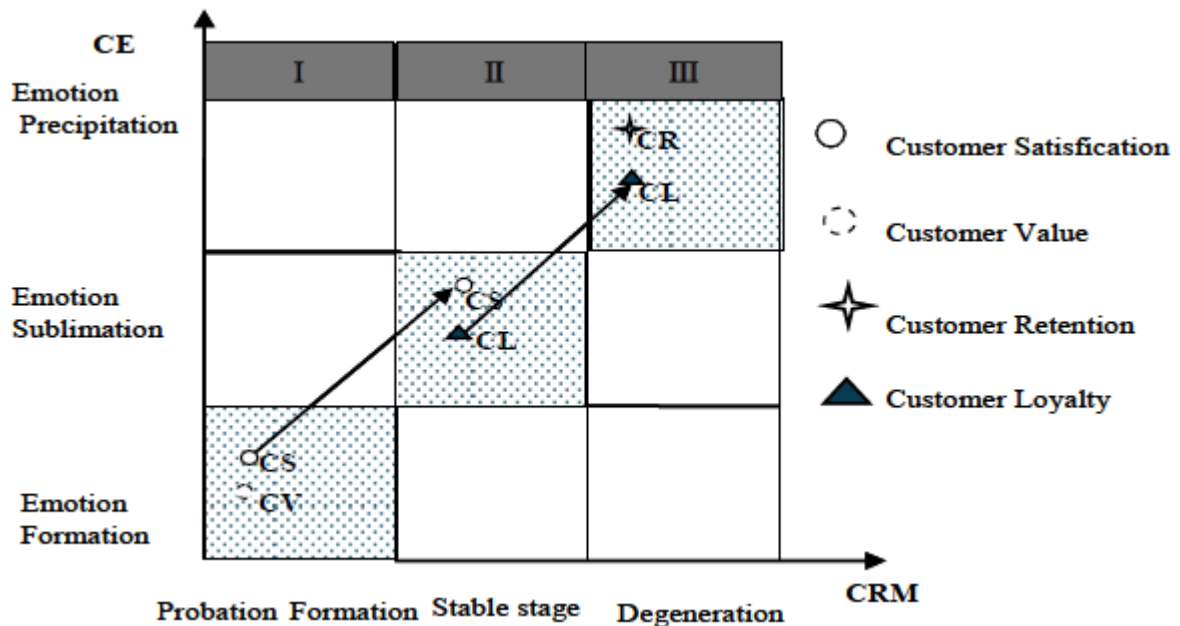 CE
I
II
III
Emotion
Precipitation
CR
CL
Customer Satisfication
Customer Value
Emotion
Sublimation
CS
CL
Customer Retention
Customer Loyalty
CS
CV
Emotion
Formation
CRM
Probation Formation
Stable stage
Degeneration